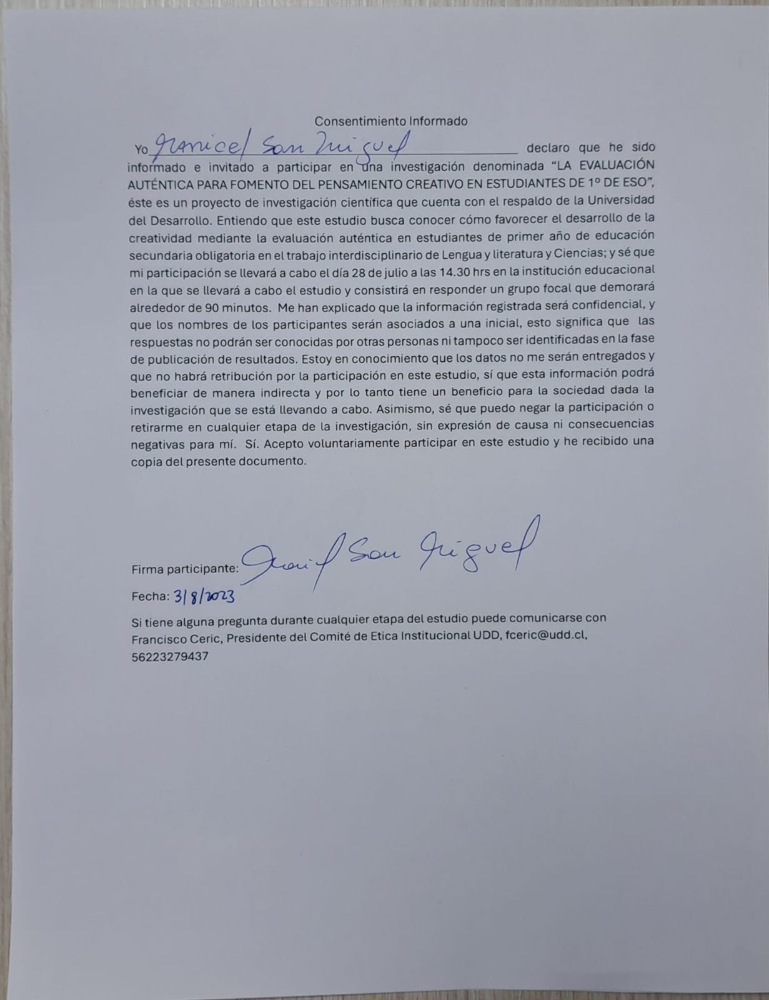 Consentimiento Informado
Yo Maricel San Miguel declaro que he sido
informado e invitado a participar en una investigación denominada “LA EVALUACIÓN
AUTÉNTICA PARA FOMENTO DEL PENSAMIENTO CREATIVO EN ESTUDIANTES DE 1º DE ESO”,
éste es un proyecto de investigación científica que cuenta con el respaldo de la Universidad
del Desarrollo. Entiendo que este estudio busca conocer cómo favorecer el desarrollo de la
creatividad mediante la evaluación auténtica en estudiantes de primer año de educación
secundaria obligatoria en el trabajo interdisciplinario de Lengua y literatura y Ciencias; y sé que
mi participación se llevará a cabo el día 28 de julio a las 14.30 hrs en la institución educacional
en la que se llevará a cabo el estudio y consistirá en responder un grupo focal que demorará
alrededor de 90 minutos. Me han explicado que la información registrada será confidencial, y
que los nombres de los participantes serán asociados a una inicial, esto significa que las
respuestas no podrán ser conocidas por otras personas ni tampoco ser identificadas en la fase
de publicación de resultados. Estoy en conocimiento que los datos no me serán entregados y
que no habrá retribución por la participación en este estudio, sí que esta información podrá
beneficiar de manera indirecta y por lo tanto tiene un beneficio para la sociedad dada la
investigación que se está llevando a cabo. Asimismo, sé que puedo negar la participación o
retirarme en cualquier etapa de la investigación, sin expresión de causa ni consecuencias
negativas para mí. Sí. Acepto voluntariamente participar en este estudio y he recibido una
copia del presente documento.
Firma participante: Maricel San Miguel
Fecha: 3/8/2023
Si tiene alguna pregunta durante cualquier etapa del estudio puede comunicarse con
Francisco Ceric, Presidente del Comité de Etica Institucional UDD, fceric@udd.cl,
56223279437